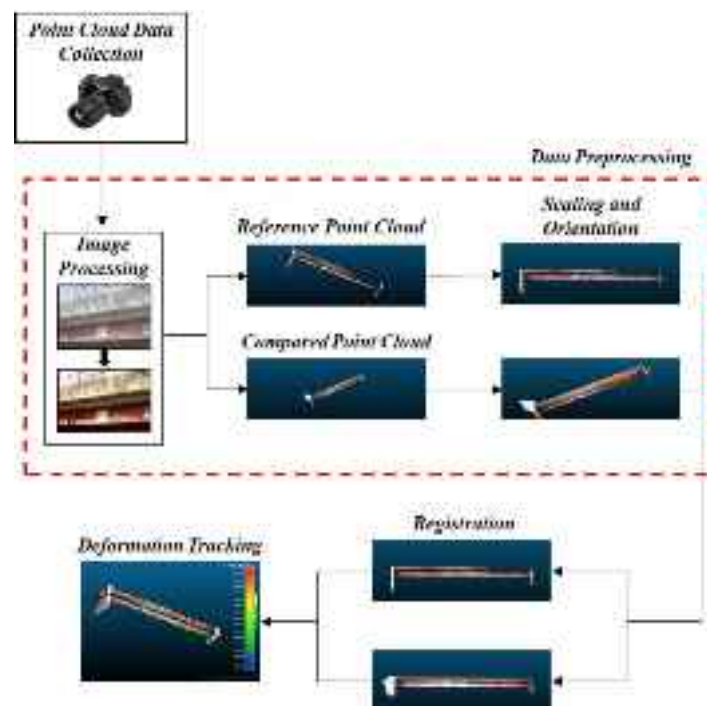 Point Cloud Data
Collection
Data Preprocessing
Image
Processing
Reference Point Cloud
Scaling and
Orientation
Compared Point Cloud
Registration
Deformation Tracking